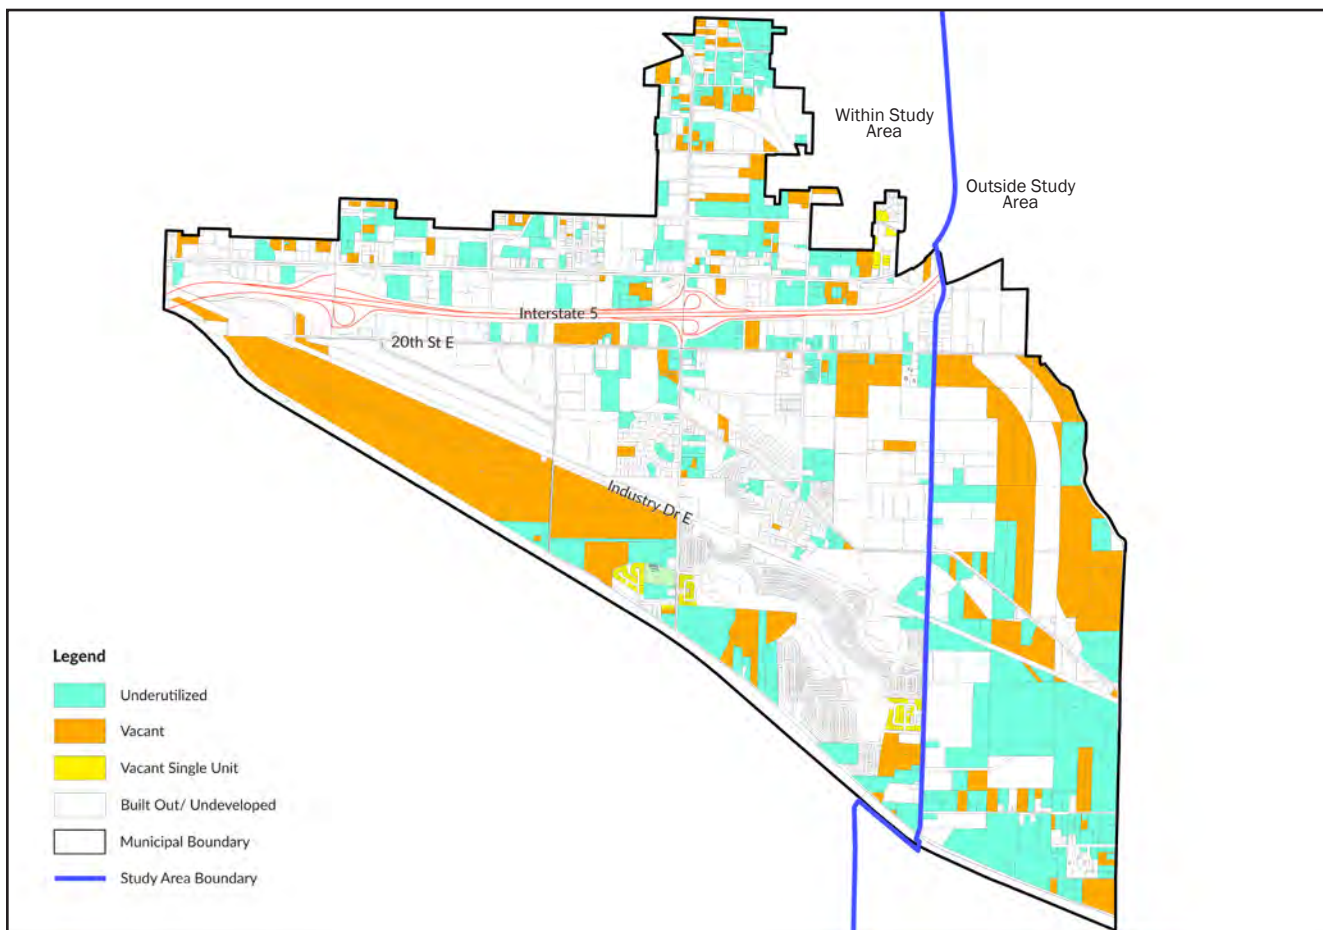 Within Study
Area
Outside Study
Area
Interstate 5
20th St E
Industry Dr E
Legend
Underutilized
Vacant
Vacant Single Unit
Built Out/ Undeveloped
Municipal Boundary
Study Area Boundary